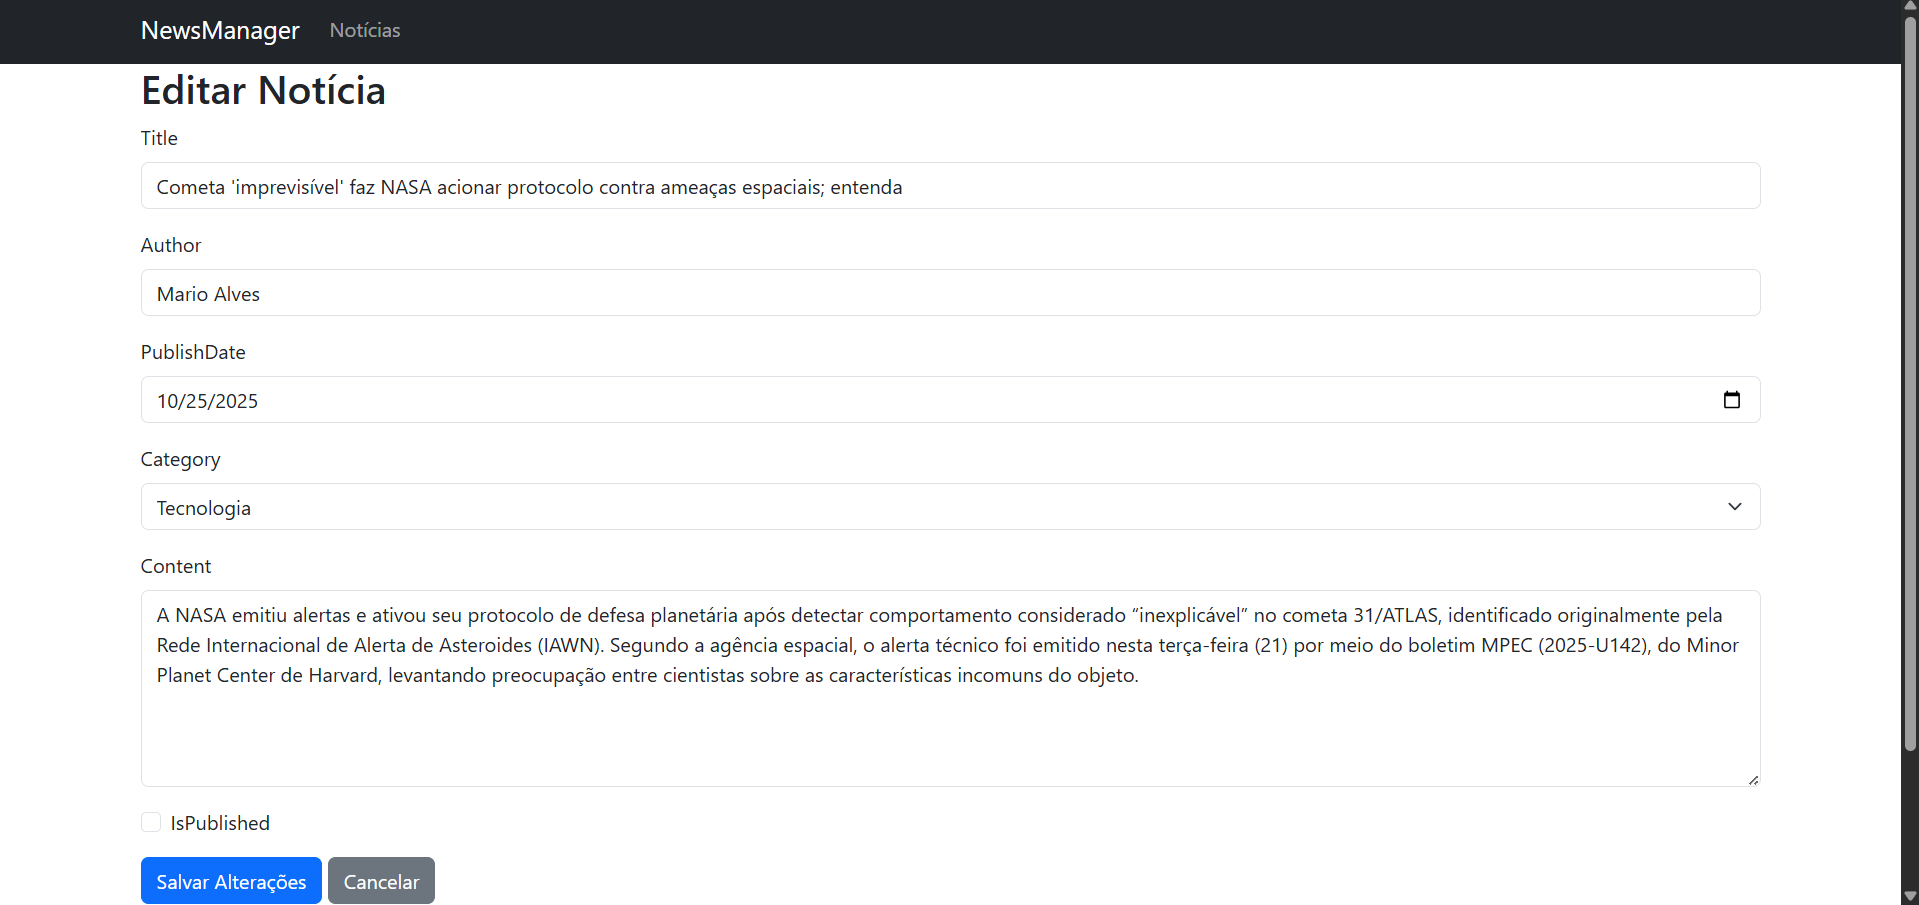 NewsManager Notícias
Editar Notícia
Title
Cometa 'imprevisível' faz NASA acionar protocolo contra ameaças espaciais; entenda
Author
Mario Alves
PublishDate
10/25/2025
Category
Tecnologia
Content
A NASA emitiu alertas e ativou seu protocolo de defesa planetária após detectar comportamento considerado “inexplicável” no cometa 31/ATLAS, identificado originalmente pela
Rede Internacional de Alerta de Asteroides (IAWN). Segundo a agência espacial, o alerta técnico foi emitido nesta terça-feira (21) por meio do boletim MPEC (2025-U142), do Minor
Planet Center de Harvard, levantando preocupação entre cientistas sobre as características incomuns do objeto.
IsPublished
Salvar Alterações Cancelar